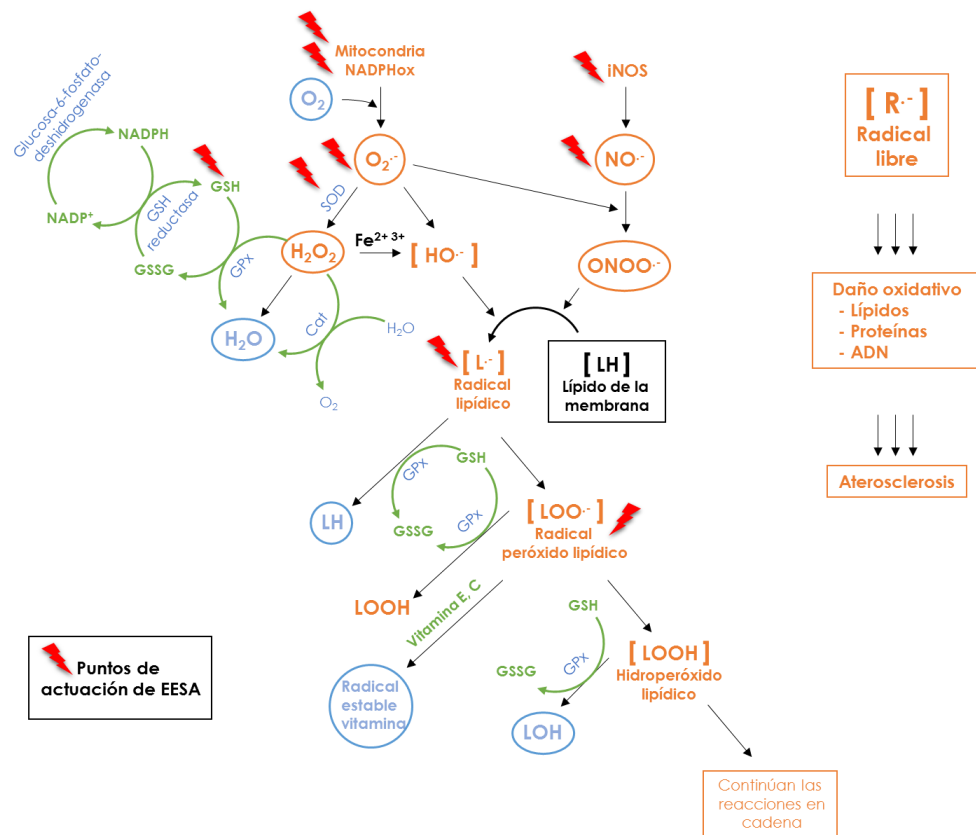 Mitocondria
NADPHox
iNOS
O₂
[ R·⁻ ]
Radical
libre
Glucosa-6-fosfato-
deshidrogenasa
NADPH
NADP⁺
GSH
GSH
reductasa
GSSG
GPx
O₂·⁻
NO·⁻
SOD
H₂O₂
Fe²⁺ ³⁺
[ HO·⁻ ]
ONOO·⁻
H₂O
Cat
H₂O
O₂
Daño oxidativo
- Lípidos
- Proteínas
- ADN
[ L·⁻ ]
Radical
lipídico
[ LH ]
Lípido de la
membrana
Aterosclerosis
GPx
GSH
LH
GSSG
GPx
[ LOO·⁻ ]
Radical
peróxido lipídico
LOOH
Vitamina E, C
GSH
GPx
GSSG
[ LOOH ]
Hidroperóxido
lipídico
Radical
estable
vitamina
LOH
Puntos de
actuación de EESA
Continúan las
reacciones en
cadena